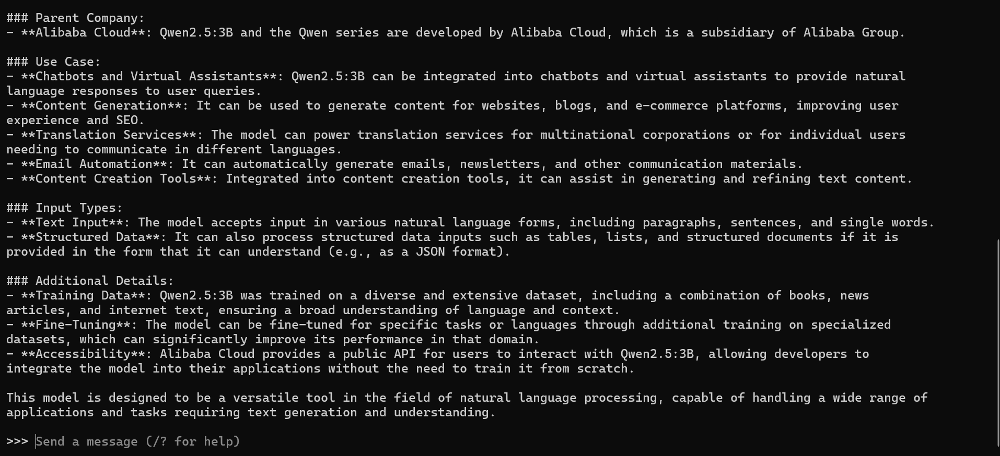 ### Parent Company:
- **Alibaba Cloud**: Qwen2.5:3B and the Qwen series are developed by Alibaba Cloud, which is a subsidiary of Alibaba Group.
### Use Case:
- **Chatbots and Virtual Assistants**: Qwen2.5:3B can be integrated into chatbots and virtual assistants to provide natural
language responses to user queries.
- **Content Generation**: It can be used to generate content for websites, blogs, and e-commerce platforms, improving user
experience and SEO.
- **Translation Services**: The model can power translation services for multinational corporations or for individual users
needing to communicate in different languages.
- **Email Automation**: It can automatically generate emails, newsletters, and other communication materials.
- **Content Creation Tools**: Integrated into content creation tools, it can assist in generating and refining text content.
### Input Types:
- **Text Input**: The model accepts input in various natural language forms, including paragraphs, sentences, and single words.
- **Structured Data**: It can also process structured data inputs such as tables, lists, and structured documents if it is
provided in the form that it can understand (e.g., as a JSON format).
### Additional Details:
- **Training Data**: Qwen2.5:3B was trained on a diverse and extensive dataset, including a combination of books, news
articles, and internet text, ensuring a broad understanding of language and context.
- **Fine-Tuning**: The model can be fine-tuned for specific tasks or languages through additional training on specialized
datasets, which can significantly improve its performance in that domain.
- **Accessibility**: Alibaba Cloud provides a public API for users to interact with Qwen2.5:3B, allowing developers to
integrate the model into their applications without the need to train it from scratch.
This model is designed to be a versatile tool in the field of natural language processing, capable of handling a wide range of
applications and tasks requiring text generation and understanding.
>>> Send a message (/? for help)